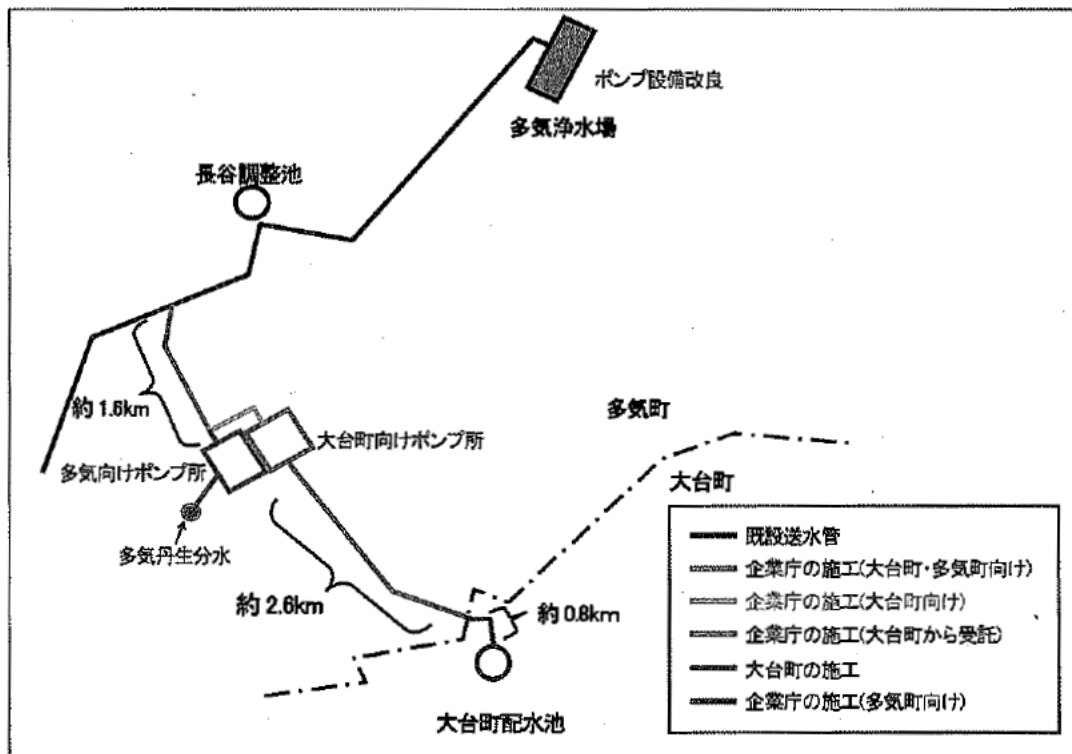 ポンプ設備改良
多気浄水場
長谷調整池
約1.6km
多気町
大台町向けポンプ所
多気向けポンプ所
大台町
多気丹生分水
約2.6km
約0.8km
大台町配水池
既設送水管
企業庁の施工(大台町・多気町向け)
企業庁の施工(大台町向け)
企業庁の施工(大台町から受託)
大台町の施工
企業庁の施工(多気町向け)